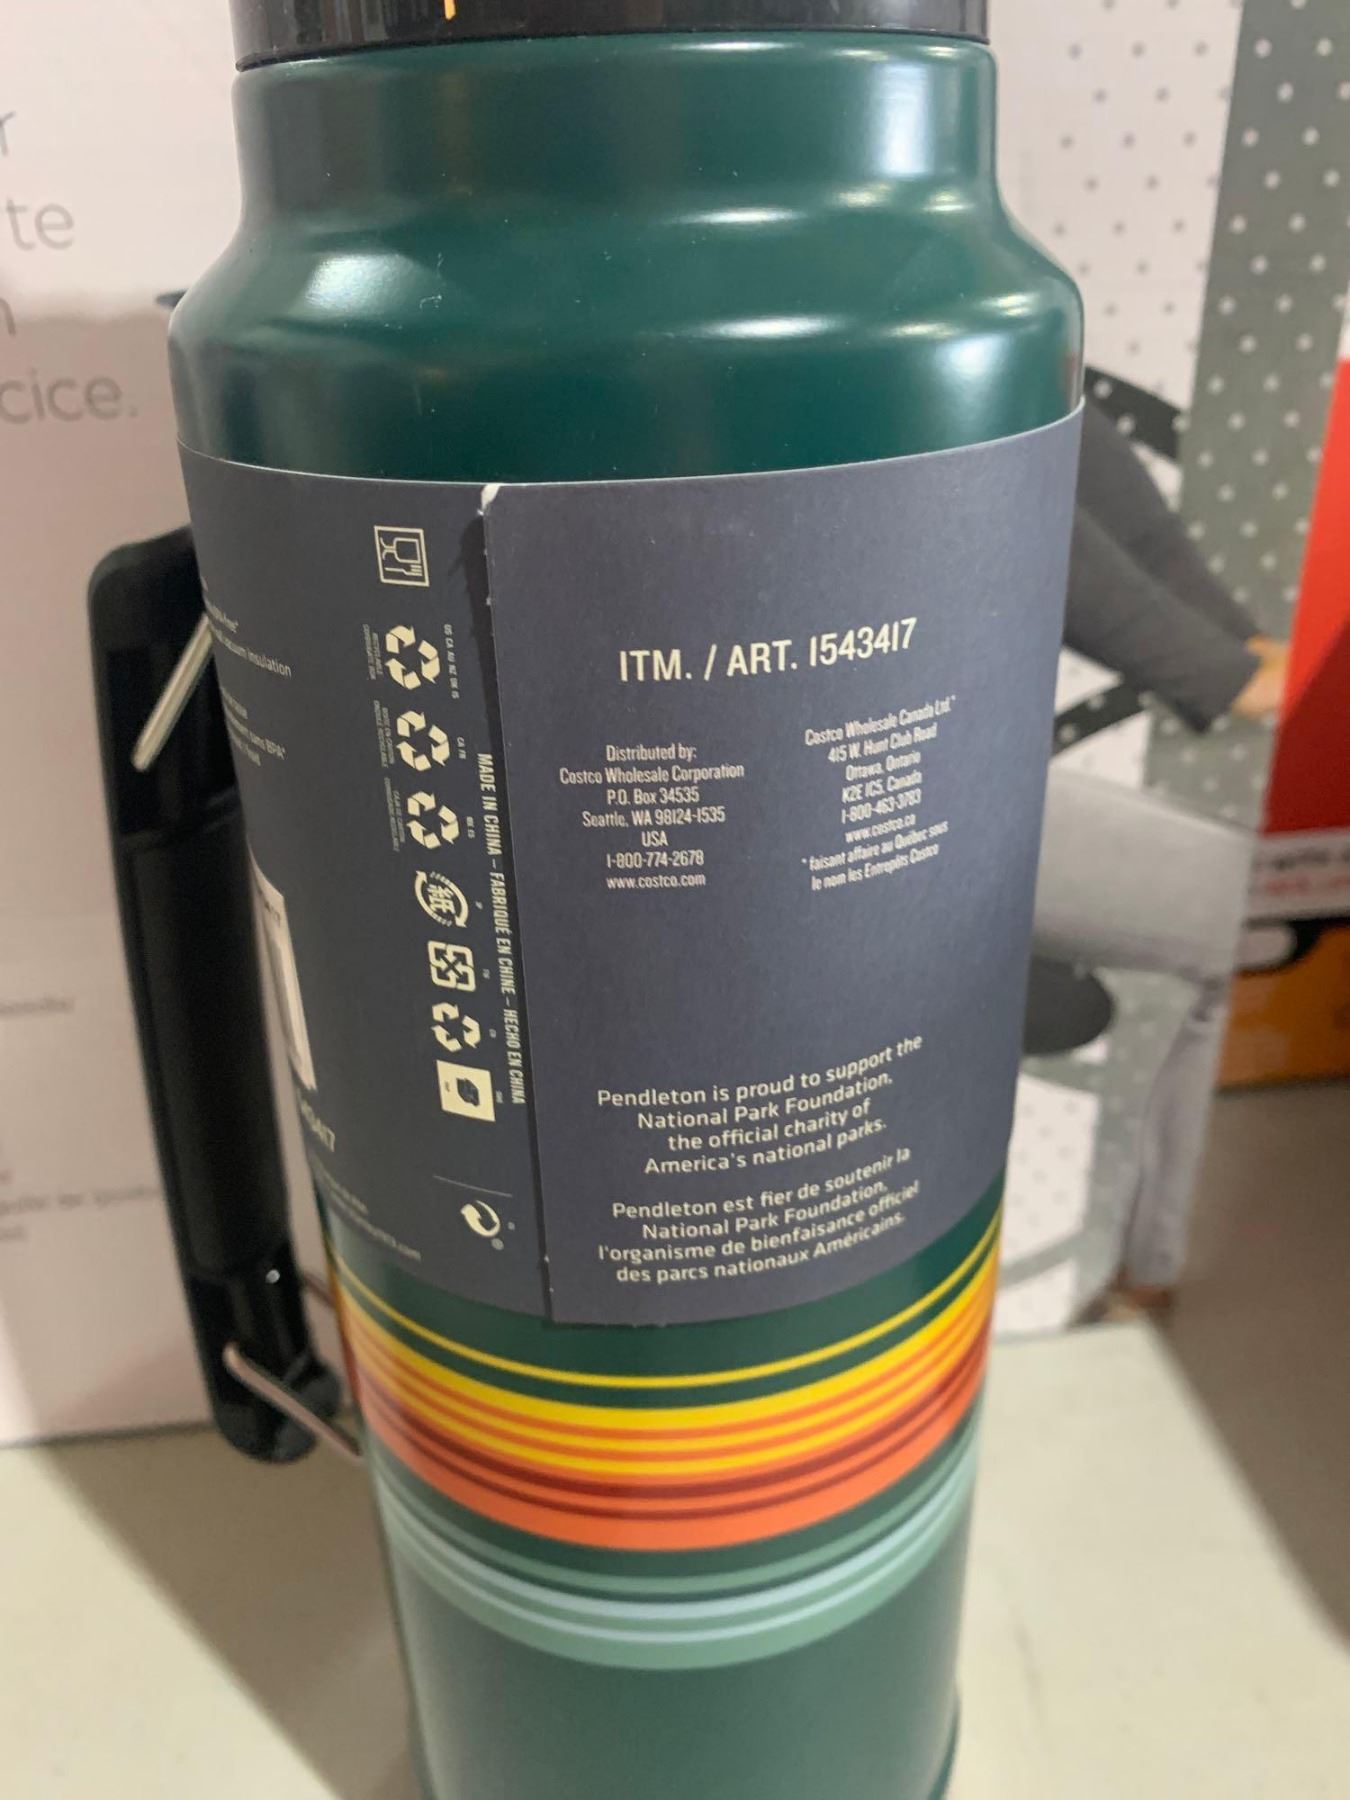 te
cice.
vacuum insulation
sans BPA*
MADE IN CHINA – FABRIQUÉ EN CHINE – HECHO EN CHINA
ITM. / ART. 1543417
Distributed by:
Costco Wholesale Corporation
P.O. Box 34535
Seattle, WA 98124-1535
USA
1-800-774-2678
www.costco.com
Costco Wholesale Canada Ltd.*
415 W. Hunt Club Road
Ottawa, Ontario
K2E 1C5, Canada
1-800-463-3783
www.costco.ca
* faisant affaire au Québec sous
le nom les Entrepôts Costco
Pendleton is proud to support the
National Park Foundation,
the official charity of
America's national parks.
Pendleton est fier de soutenir la
National Park Foundation,
l'organisme de bienfaisance officiel
des parcs nationaux Américains.